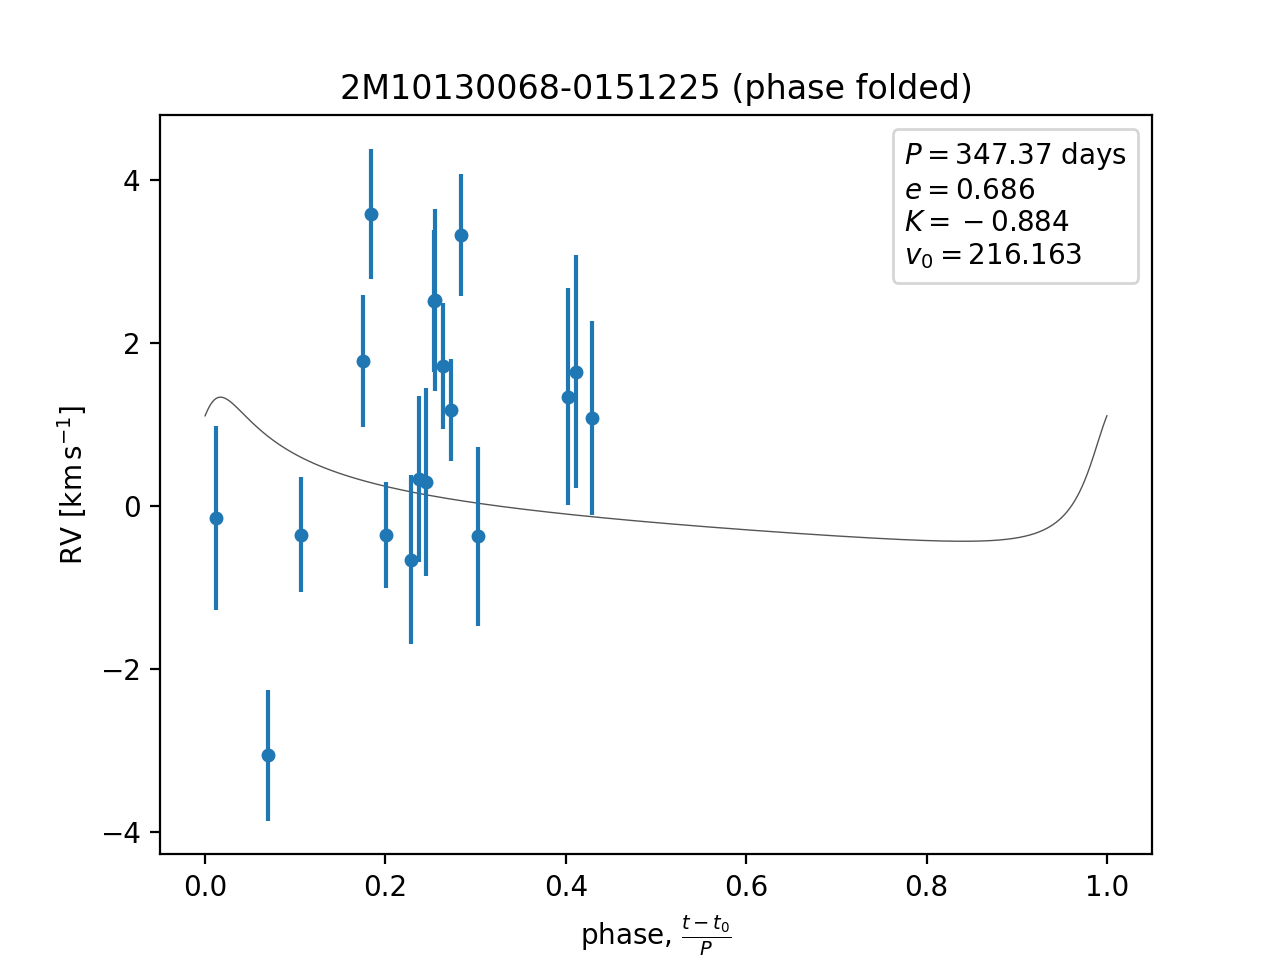 2M10130068-0151225 (phase folded)
P = 347.37 days
e = 0.686
K = −0.884
v₀ = 216.163
RV [km s⁻¹]
4
2
0
−2
−4
0.0 0.2 0.4 0.6 0.8 1.0
phase, (t − t₀)/P